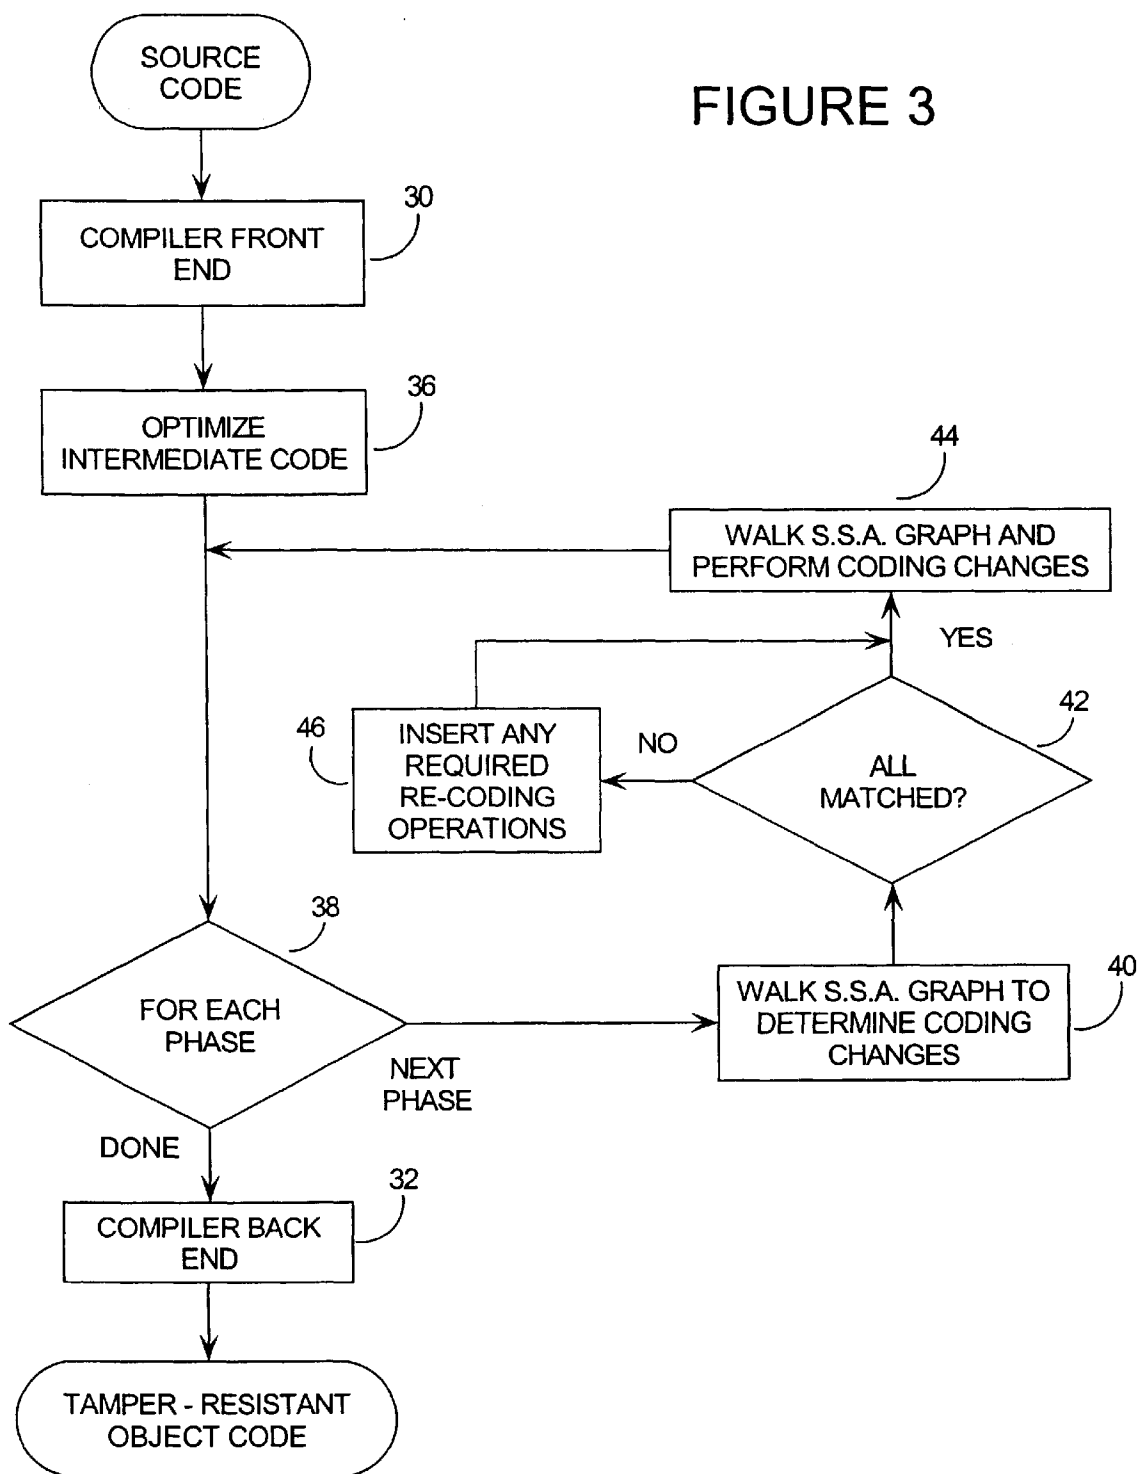 SOURCE
CODE
FIGURE 3
30
COMPILER FRONT
END
36
OPTIMIZE
INTERMEDIATE CODE
44
WALK S.S.A. GRAPH AND
PERFORM CODING CHANGES
YES
46
INSERT ANY
REQUIRED
RE-CODING
OPERATIONS
NO
42
ALL
MATCHED?
38
FOR EACH
PHASE
40
WALK S.S.A. GRAPH TO
DETERMINE CODING
CHANGES
NEXT
PHASE
DONE
32
COMPILER BACK
END
TAMPER - RESISTANT
OBJECT CODE